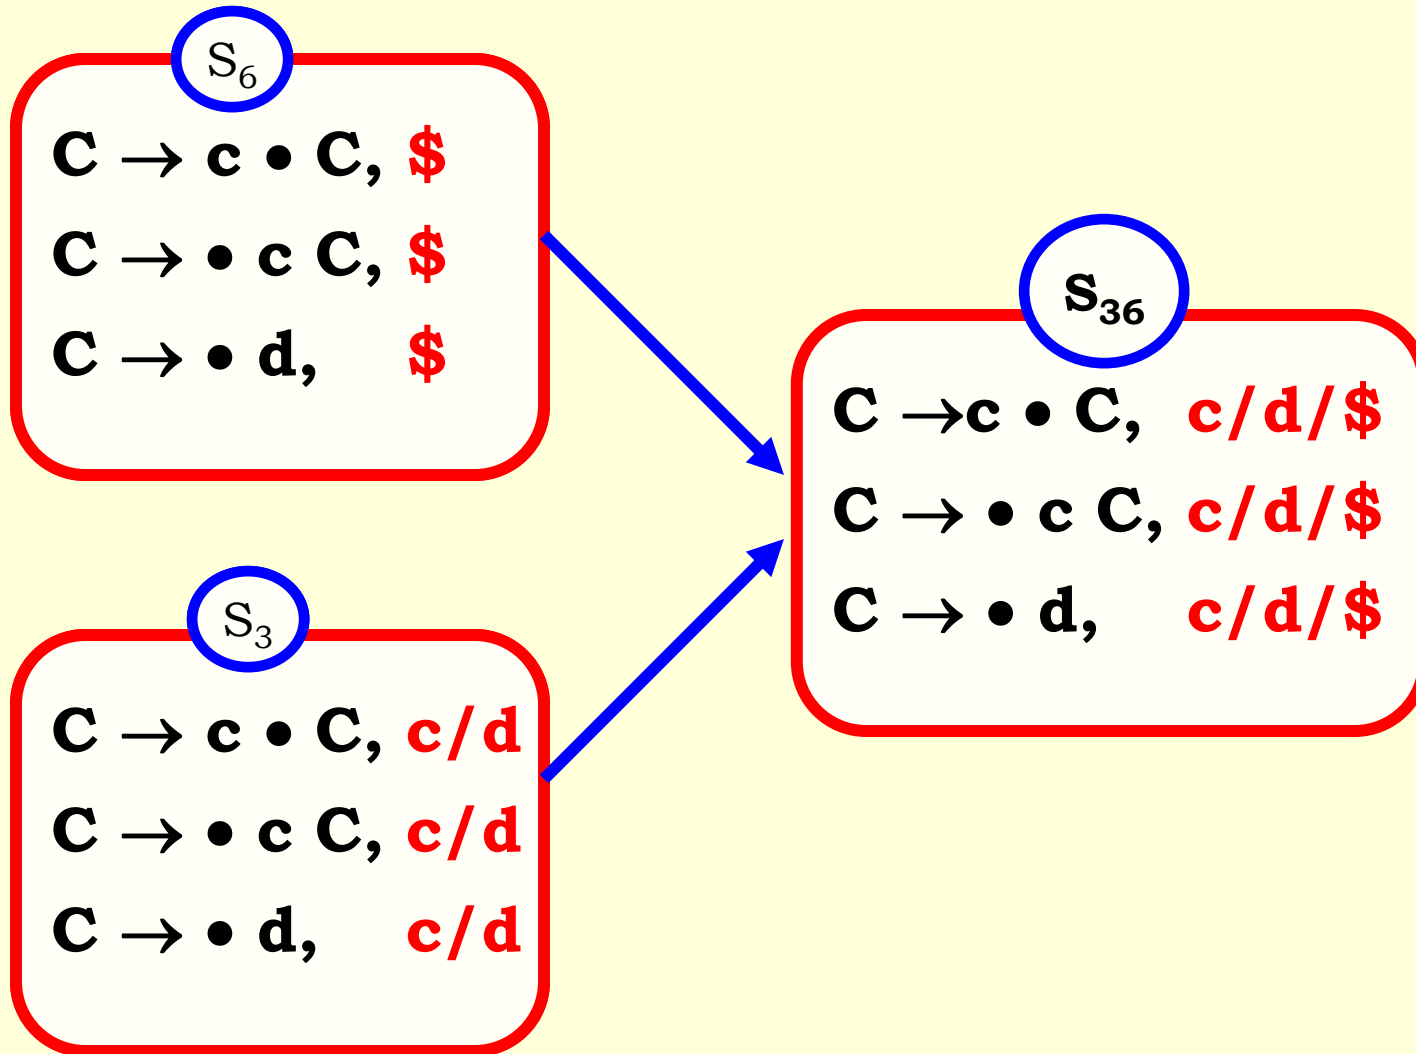 S₆
C → c • C, $
C → • c C, $
C → • d, $
S₃
C → c • C, c/d
C → • c C, c/d
C → • d, c/d
s₃₆
C →c • C, c/d/$
C → • c C, c/d/$
C → • d, c/d/$